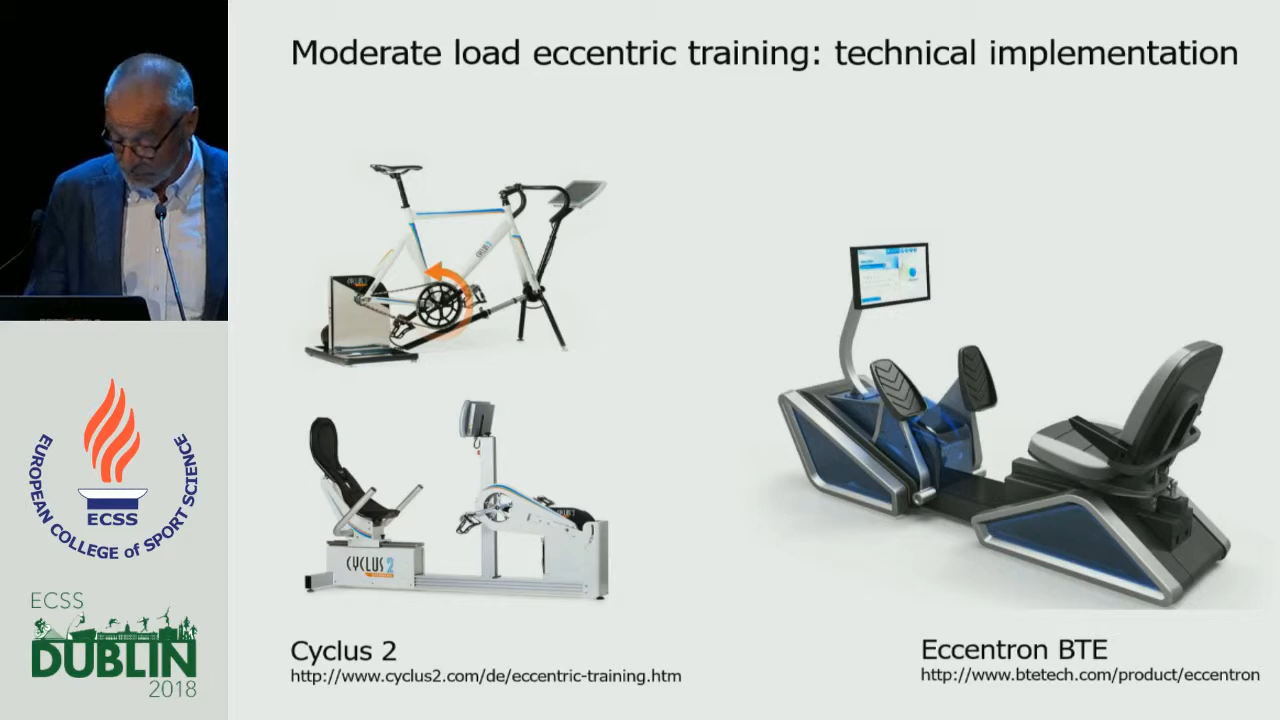 Moderate load eccentric training: technical implementation
CYCLUS 2
Cyclus 2
http://www.cyclus2.com/de/eccentric-training.htm
Eccentron BTE
http://www.btetech.com/product/eccentron
EUROPEAN COLLEGE of SPORT SCIENCE
ECSS
ECSS
DUBLIN
2018